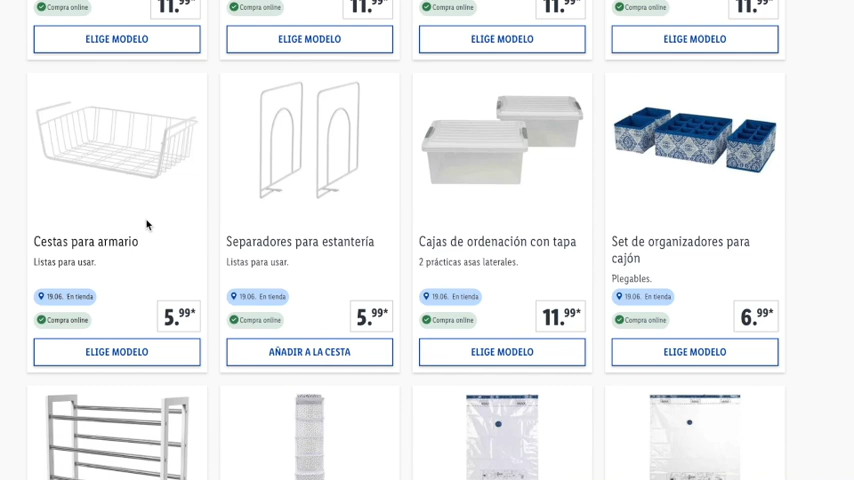 11.99*
11.99*
11.99*
11.99*
Compra online
Compra online
Compra online
Compra online
ELIGE MODELO
ELIGE MODELO
ELIGE MODELO
ELIGE MODELO
Cestas para armario
Listas para usar.
19.06. En tienda
Compra online
5.99*
ELIGE MODELO
Separadores para estantería
Listas para usar.
19.06. En tienda
Compra online
5.99*
AÑADIR A LA CESTA
Cajas de ordenación con tapa
2 prácticas asas laterales.
19.06. En tienda
Compra online
11.99*
ELIGE MODELO
Set de organizadores para
cajón
Plegables.
19.06. En tienda
Compra online
6.99*
ELIGE MODELO